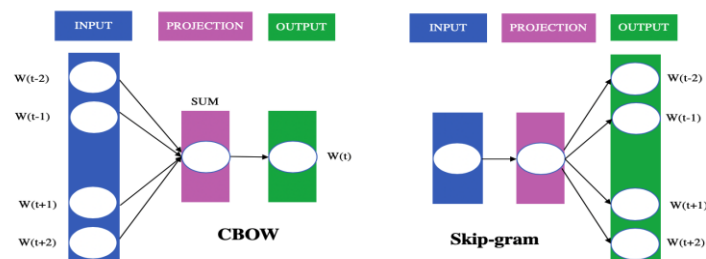 INPUT
PROJECTION
OUTPUT
W(t-2)
W(t-1)
SUM
W(t)
W(t+1)
W(t+2)
CBOW
INPUT
PROJECTION
OUTPUT
W(t-2)
W(t-1)
W(t+1)
W(t+2)
Skip-gram